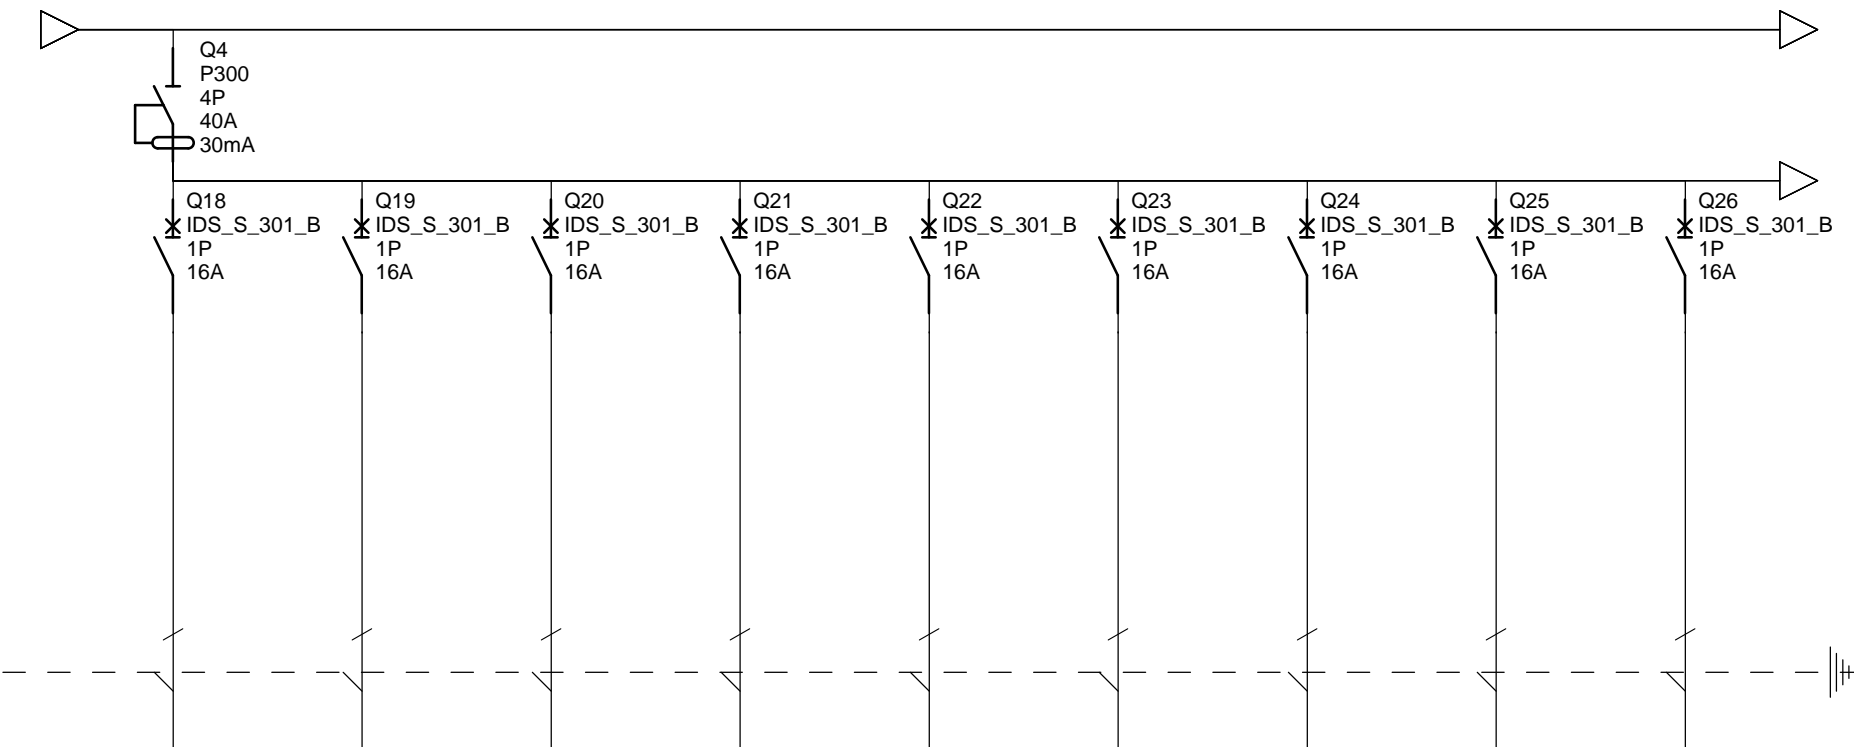 Q4
P300
4P
40A
30mA
Q18
IDS_S_301_B
1P
16A
Q19
IDS_S_301_B
1P
16A
Q20
IDS_S_301_B
1P
16A
Q21
IDS_S_301_B
1P
16A
Q22
IDS_S_301_B
1P
16A
Q23
IDS_S_301_B
1P
16A
Q24
IDS_S_301_B
1P
16A
Q25
IDS_S_301_B
1P
16A
Q26
IDS_S_301_B
1P
16A